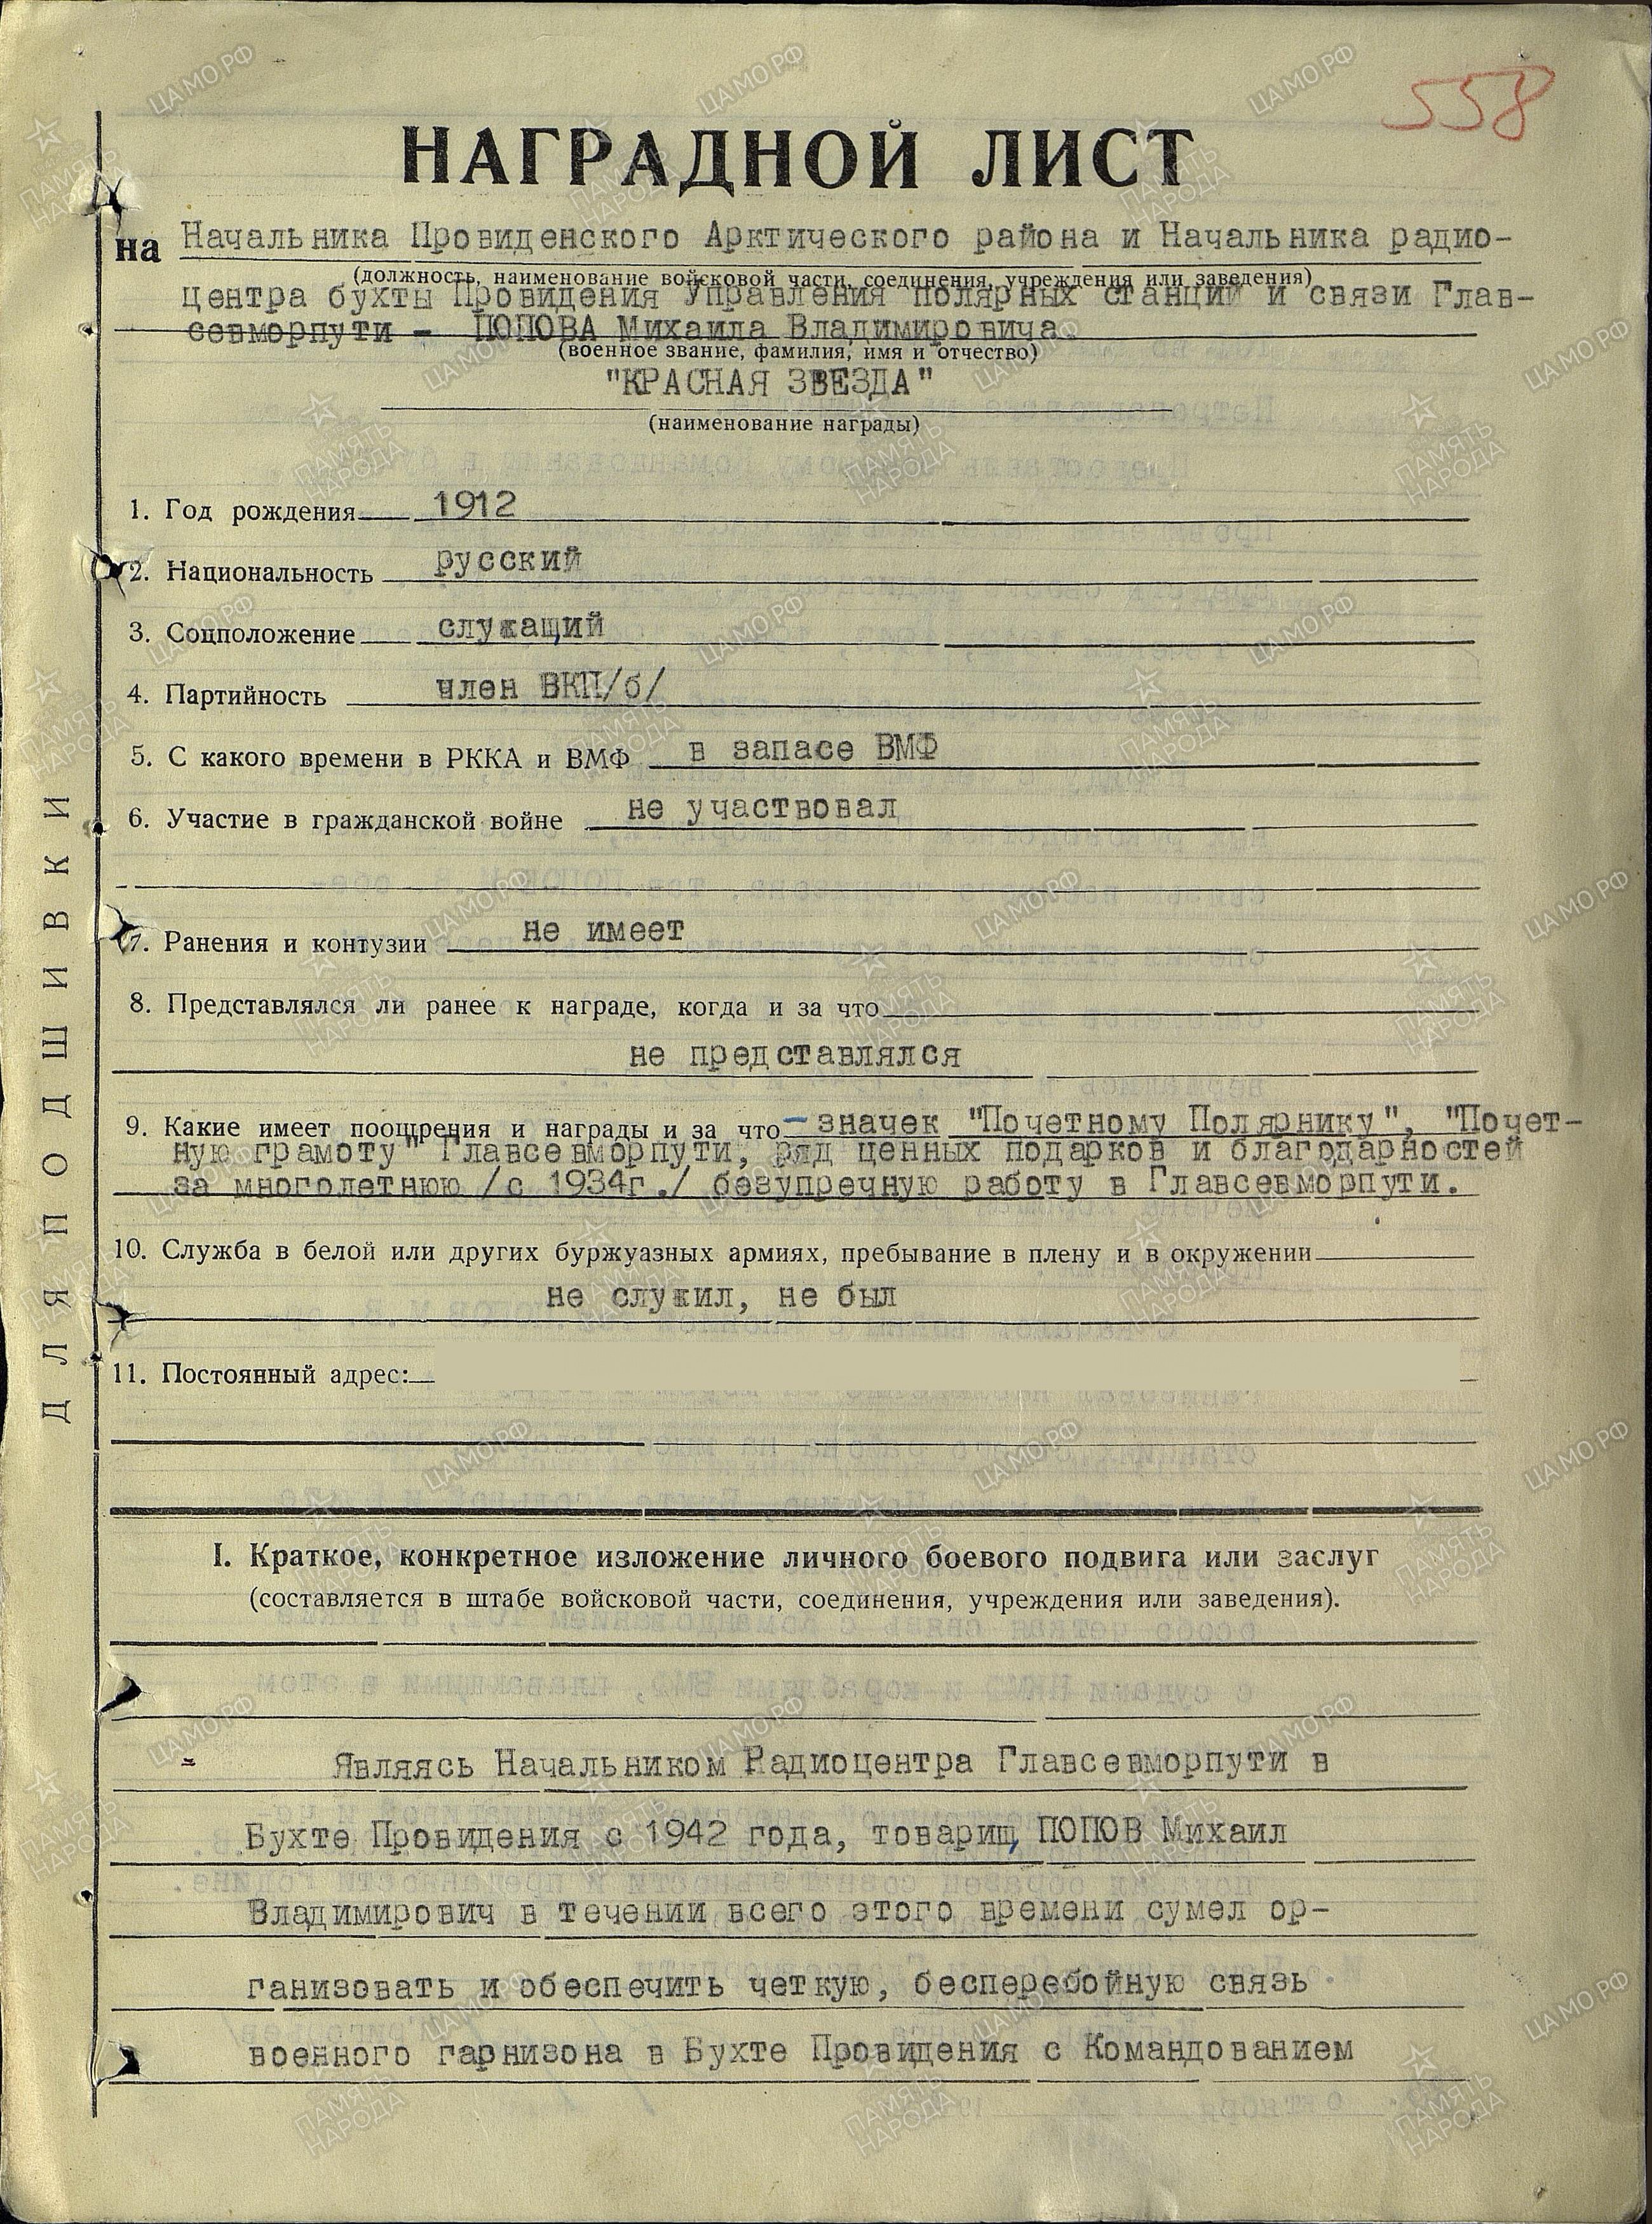 558
НАГРАДНОЙ ЛИСТ
на Начальника Провиденского Арктического района и Начальника радио-
(должность, наименование войсковой части, соединения, учреждения или заведения)
центра бухты Провидения Управления полярных станций и связи Глав-
севморпути - ПОПОВА Михаила Владимировича
(военное звание, фамилия, имя и отчество)
"КРАСНАЯ ЗВЕЗДА"
(наименование награды)
1. Год рождения 1912
2. Национальность русский
3. Соцположение служащий
4. Партийность член ВКП/б/
5. С какого времени в РККА и ВМФ в запасе ВМФ
6. Участие в гражданской войне не участвовал
7. Ранения и контузии не имеет
8. Представлялся ли ранее к награде, когда и за что
не представлялся
9. Какие имеет поощрения и награды и за что - значек "Почетному Полярнику", "Почет-
ную грамоту" Главсевморпути, ряд ценных подарков и благодарностей
за многолетнюю /с 1934г./ безупречную работу в Главсевморпути.
10. Служба в белой или других буржуазных армиях, пребывание в плену и в окружении
не служил, не был
11. Постоянный адрес:
I. Краткое, конкретное изложение личного боевого подвига или заслуг
(составляется в штабе войсковой части, соединения, учреждения или заведения).
Являясь Начальником Радиоцентра Главсевморпути в
Бухте Провидения с 1942 года, товарищ ПОПОВ Михаил
Владимирович в течении всего этого времени сумел ор-
ганизовать и обеспечить четкую, бесперебойную связь
военного гарнизона в Бухте Провидения с Командованием
ДЛЯ ПОДШИВКИ
ЦАМО.РФ
ПАМЯТЬ
НАРОДА